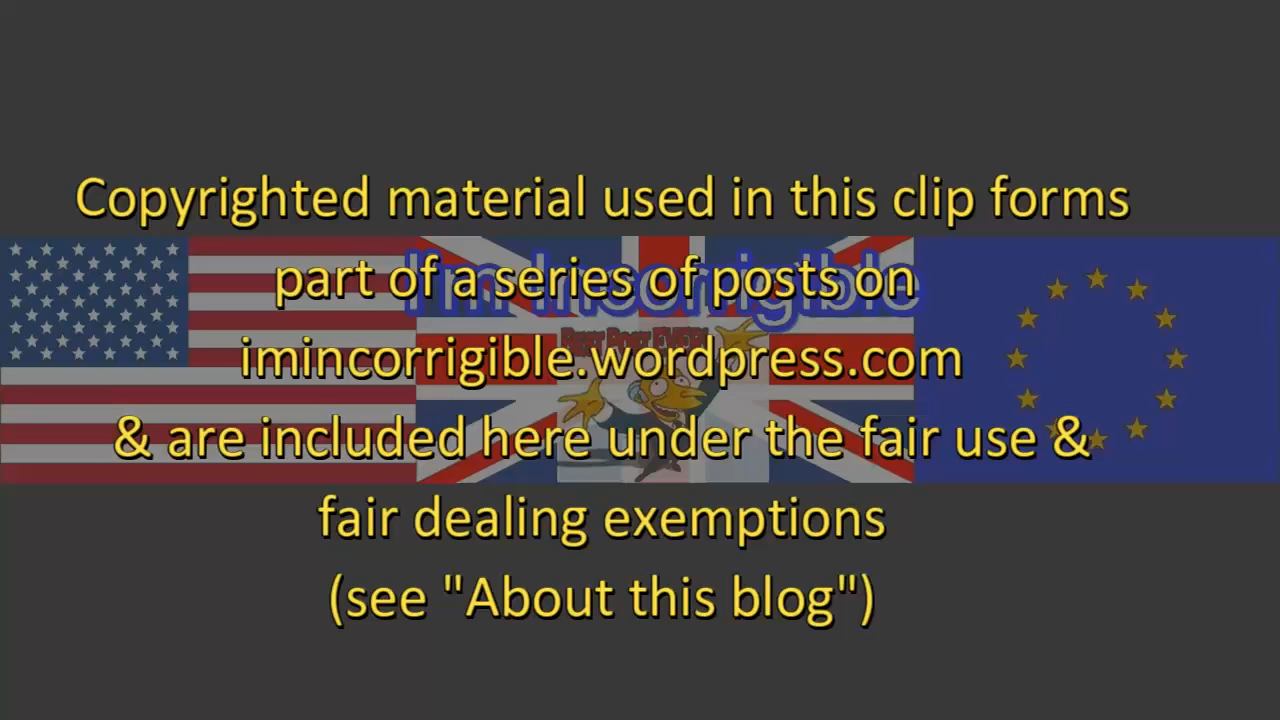 Copyrighted material used in this clip forms
part of a series of posts on
I'm Incorrigible
imincorrigible.wordpress.com
& are included here under the fair use &
fair dealing exemptions
(see "About this blog")